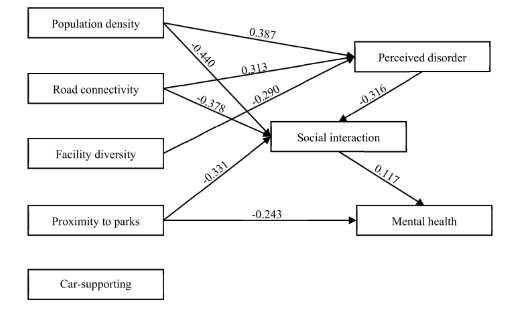 Population density
0.387
-0.440
Perceived disorder
Road connectivity
0.313
-0.378
-0.290
-0.316
Social interaction
Facility diversity
-0.331
0.117
Proximity to parks
-0.243
Mental health
Car-supporting